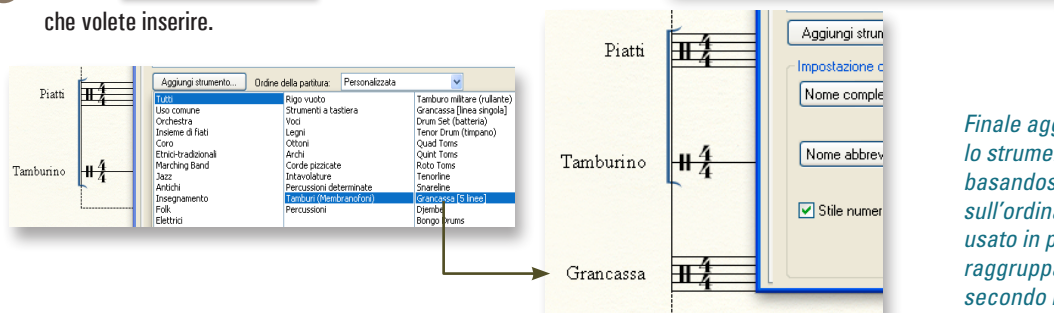 che volete inserire.
Piatti
Tamburino
Aggiungi strumento... Ordine della partitura: Personalizzata
Tutti
Uso comune
Orchestra
Insieme di fiati
Coro
Etnici-tradizionali
Marching Band
Jazz
Antichi
Insegnamento
Folk
Elettrici
Rigo vuoto
Strumenti a tastiera
Voci
Legni
Ottoni
Archi
Corde pizzicate
Intavolature
Percussioni determinate
Tamburi (Membranofoni)
Percussioni
Tamburo militare (rullante)
Grancassa [linea singola]
Drum Set (batteria)
Tenor Drum (timpano)
Quad Toms
Quint Toms
Roto Toms
Tenorline
Snareline
Grancassa [5 linee]
Djembe
Bongo Drums
Piatti
Tamburino
Grancassa
Aggiungi strum
Impostazione d
Nome comple
Nome abbrev
Stile numer
Finale agg
lo strume
basandos
sull'ordina
usato in p
raggruppa
secondo